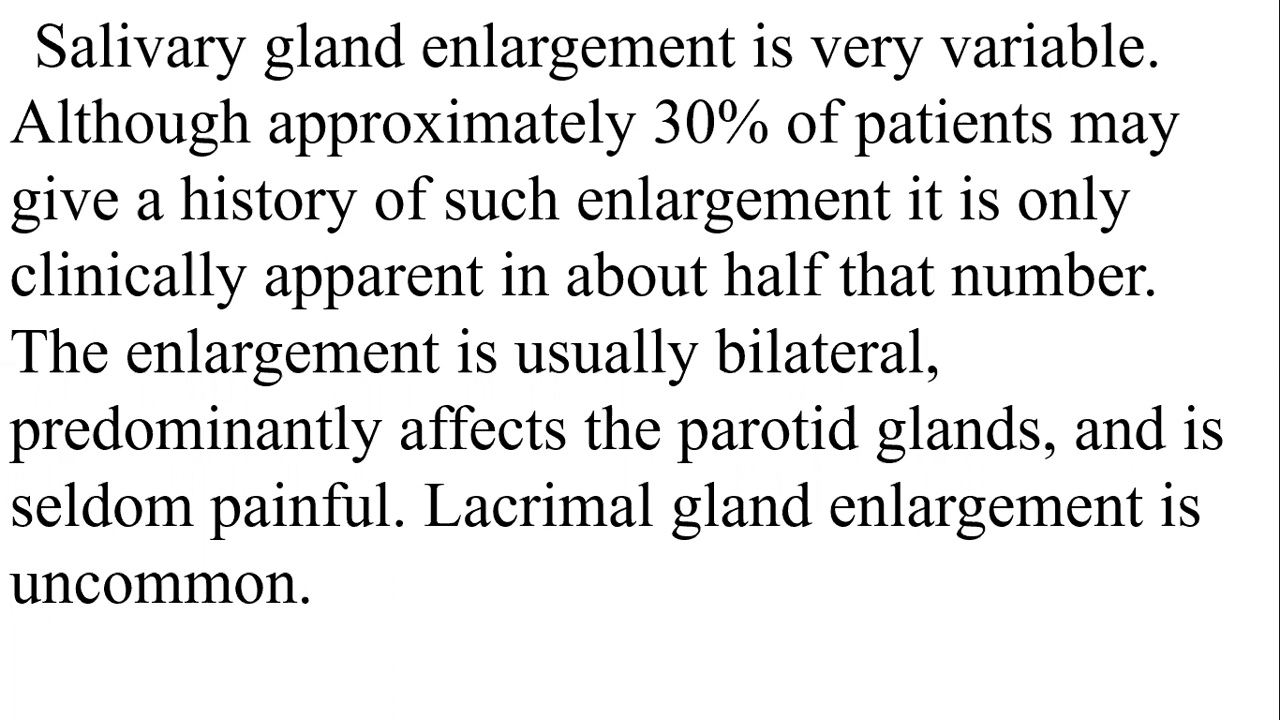 Salivary gland enlargement is very variable.
Although approximately 30% of patients may
give a history of such enlargement it is only
clinically apparent in about half that number.
The enlargement is usually bilateral,
predominantly affects the parotid glands, and is
seldom painful. Lacrimal gland enlargement is
uncommon.